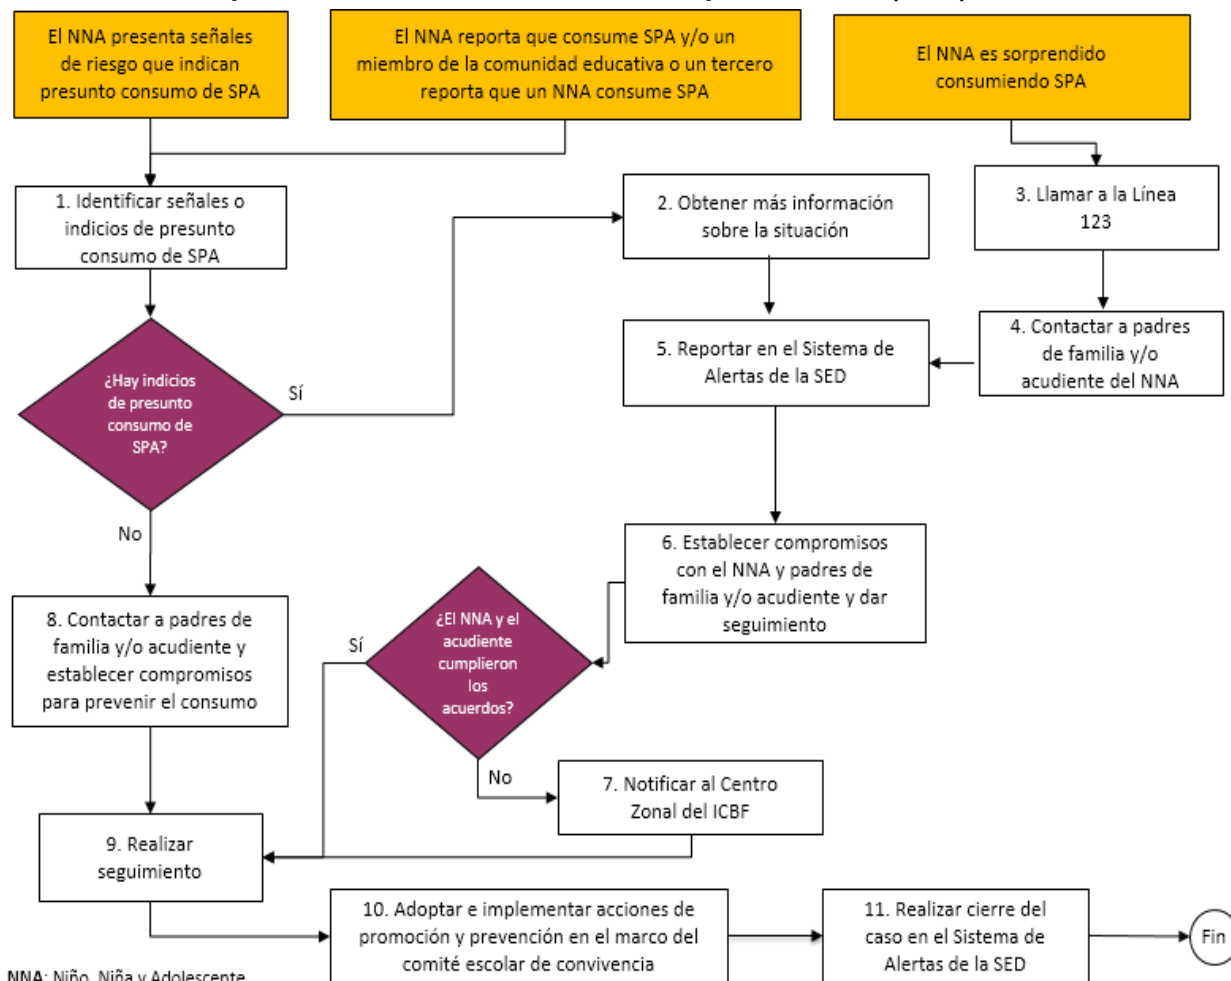 El NNA presenta señales
de riesgo que indican
presunto consumo de SPA
El NNA reporta que consume SPA y/o un
miembro de la comunidad educativa o un tercero
reporta que un NNA consume SPA
El NNA es sorprendido
consumiendo SPA
1. Identificar señales o
indicios de presunto
consumo de SPA
2. Obtener más información
sobre la situación
3. Llamar a la Línea
123
4. Contactar a padres
de familia y/o
acudiente del NNA
5. Reportar en el Sistema de
Alertas de la SED
¿Hay indicios
de presunto
consumo de
SPA?
Sí
No
6. Establecer compromisos
con el NNA y padres de
familia y/o acudiente y dar
seguimiento
¿El NNA y el
acudiente
cumplieron
los
acuerdos?
Sí
No
7. Notificar al Centro
Zonal del ICBF
8. Contactar a padres de
familia y/o acudiente y
establecer compromisos
para prevenir el consumo
9. Realizar
seguimiento
10. Adoptar e implementar acciones de
promoción y prevención en el marco del
comité escolar de convivencia
11. Realizar cierre del
caso en el Sistema de
Alertas de la SED
Fin
NNA: Niño, Niña y Adolescente